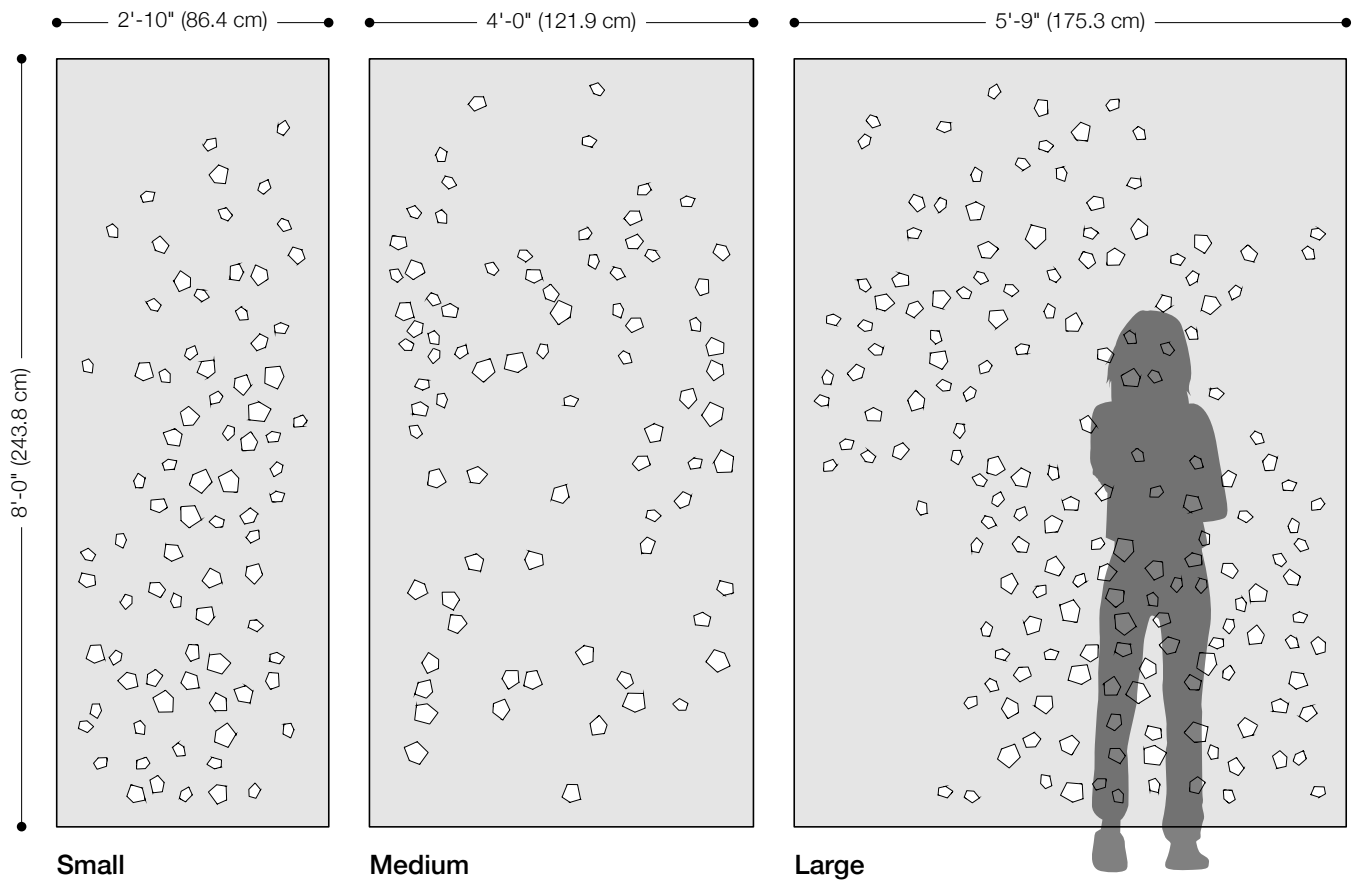 2'-10" (86.4 cm)
4'-0" (121.9 cm)
5'-9" (175.3 cm)
8'-0" (243.8 cm)
Small
Medium
Large